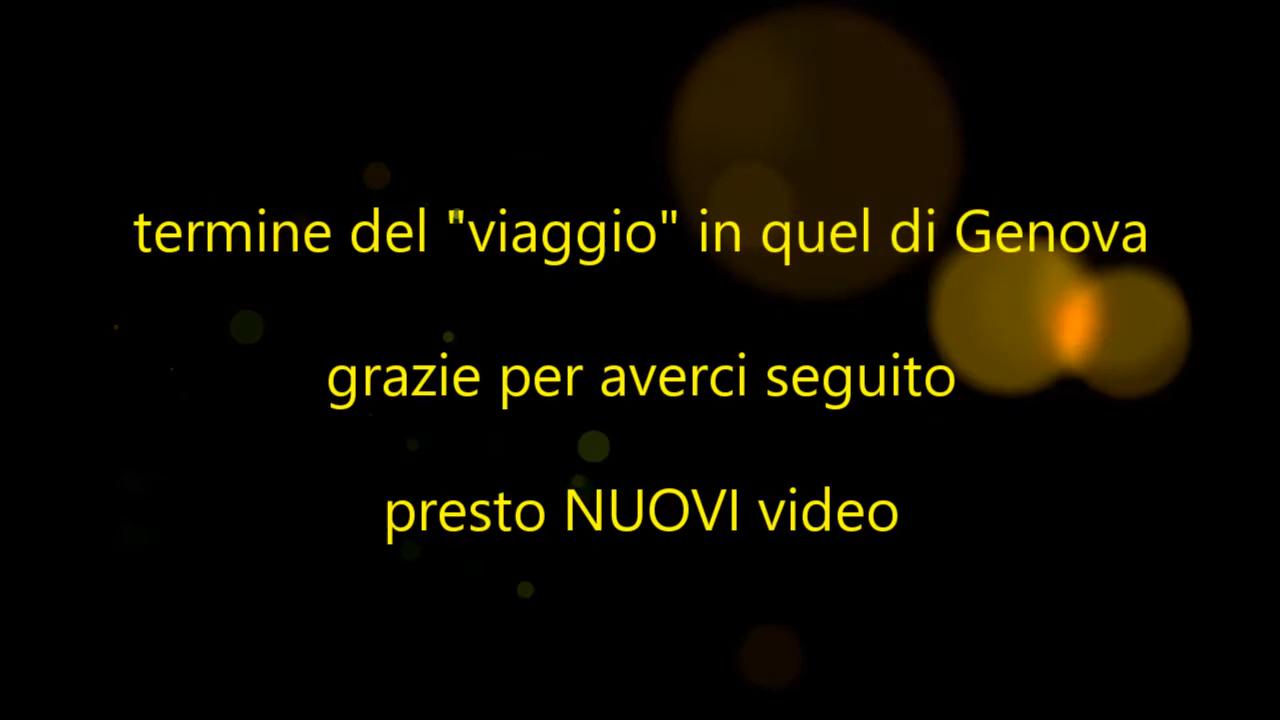 termine del "viaggio" in quel di Genova
grazie per averci seguito
presto NUOVI video